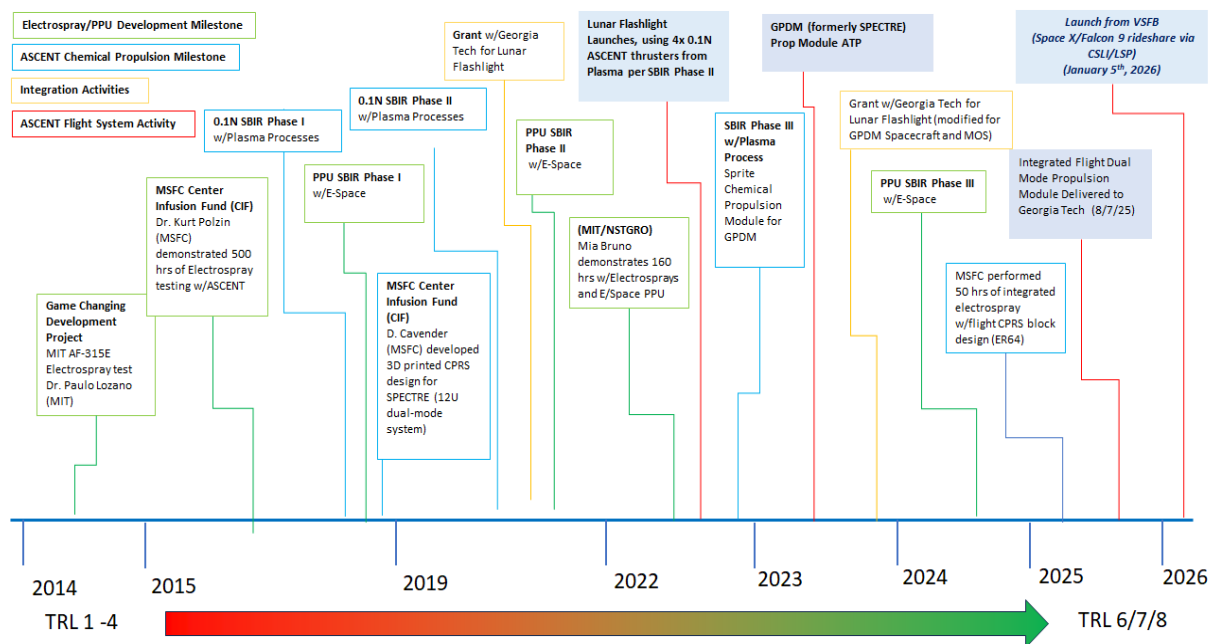 Electrospray/PPU Development Milestone
ASCENT Chemical Propulsion Milestone
Integration Activities
ASCENT Flight System Activity
Game Changing
Development
Project
MIT AF-315E
Electrospray test
Dr. Paulo Lozano
(MIT)
MSFC Center
Infusion Fund (CIF)
Dr. Kurt Polzin
(MSFC)
demonstrated 500
hrs of Electrospray
testing w/ASCENT
0.1N SBIR Phase I
w/Plasma Processes
PPU SBIR Phase I
w/E-Space
0.1N SBIR Phase II
w/Plasma Processes
MSFC Center
Infusion Fund
(CIF)
D. Cavender
(MSFC) developed
3D printed CPRS
design for
SPECTRE (12U
dual-mode
system)
Grant w/Georgia
Tech for Lunar
Flashlight
PPU SBIR
Phase II
w/E-Space
Lunar Flashlight
Launches, using 4x 0.1N
ASCENT thrusters from
Plasma per SBIR Phase II
(MIT/NSTGRO)
Mia Bruno
demonstrates 160
hrs w/Electrosprays
and E/Space PPU
SBIR Phase III
w/Plasma
Process
Sprite
Chemical
Propulsion
Module for
GPDM
GPDM (formerly SPECTRE)
Prop Module ATP
Grant w/Georgia Tech for
Lunar Flashlight (modified for
GPDM Spacecraft and MOS)
PPU SBIR Phase III
w/E-Space
MSFC performed
50 hrs of integrated
electrospray
w/flight CPRS block
design (ER64)
Launch from VSFB
(Space X/Falcon 9 rideshare via
CSLI/LSP)
(January 5th, 2026)
Integrated Flight Dual
Mode Propulsion
Module Delivered to
Georgia Tech (8/7/25)
2014
2015
2019
2022
2023
2024
2025
2026
TRL 1 -4
TRL 6/7/8